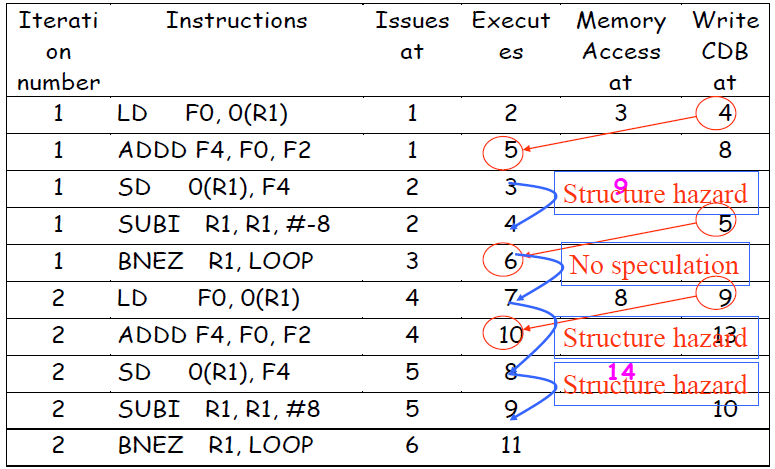 Iterati
on
number
Instructions
Issues
at
Execut
es
Memory
Access
at
Write
CDB
at
1 LD F0, 0(R1) 1 2 3 4
1 ADDD F4, F0, F2 1 5 8
1 SD 0(R1), F4 2 3 9
Structure hazard
1 SUBI R1, R1, #-8 2 4 5
1 BNEZ R1, LOOP 3 6
No speculation
2 LD F0, 0(R1) 4 7 8 9
2 ADDD F4, F0, F2 4 10 13
Structure hazard
2 SD 0(R1), F4 5 8 14
Structure hazard
2 SUBI R1, R1, #8 5 9 10
2 BNEZ R1, LOOP 6 11